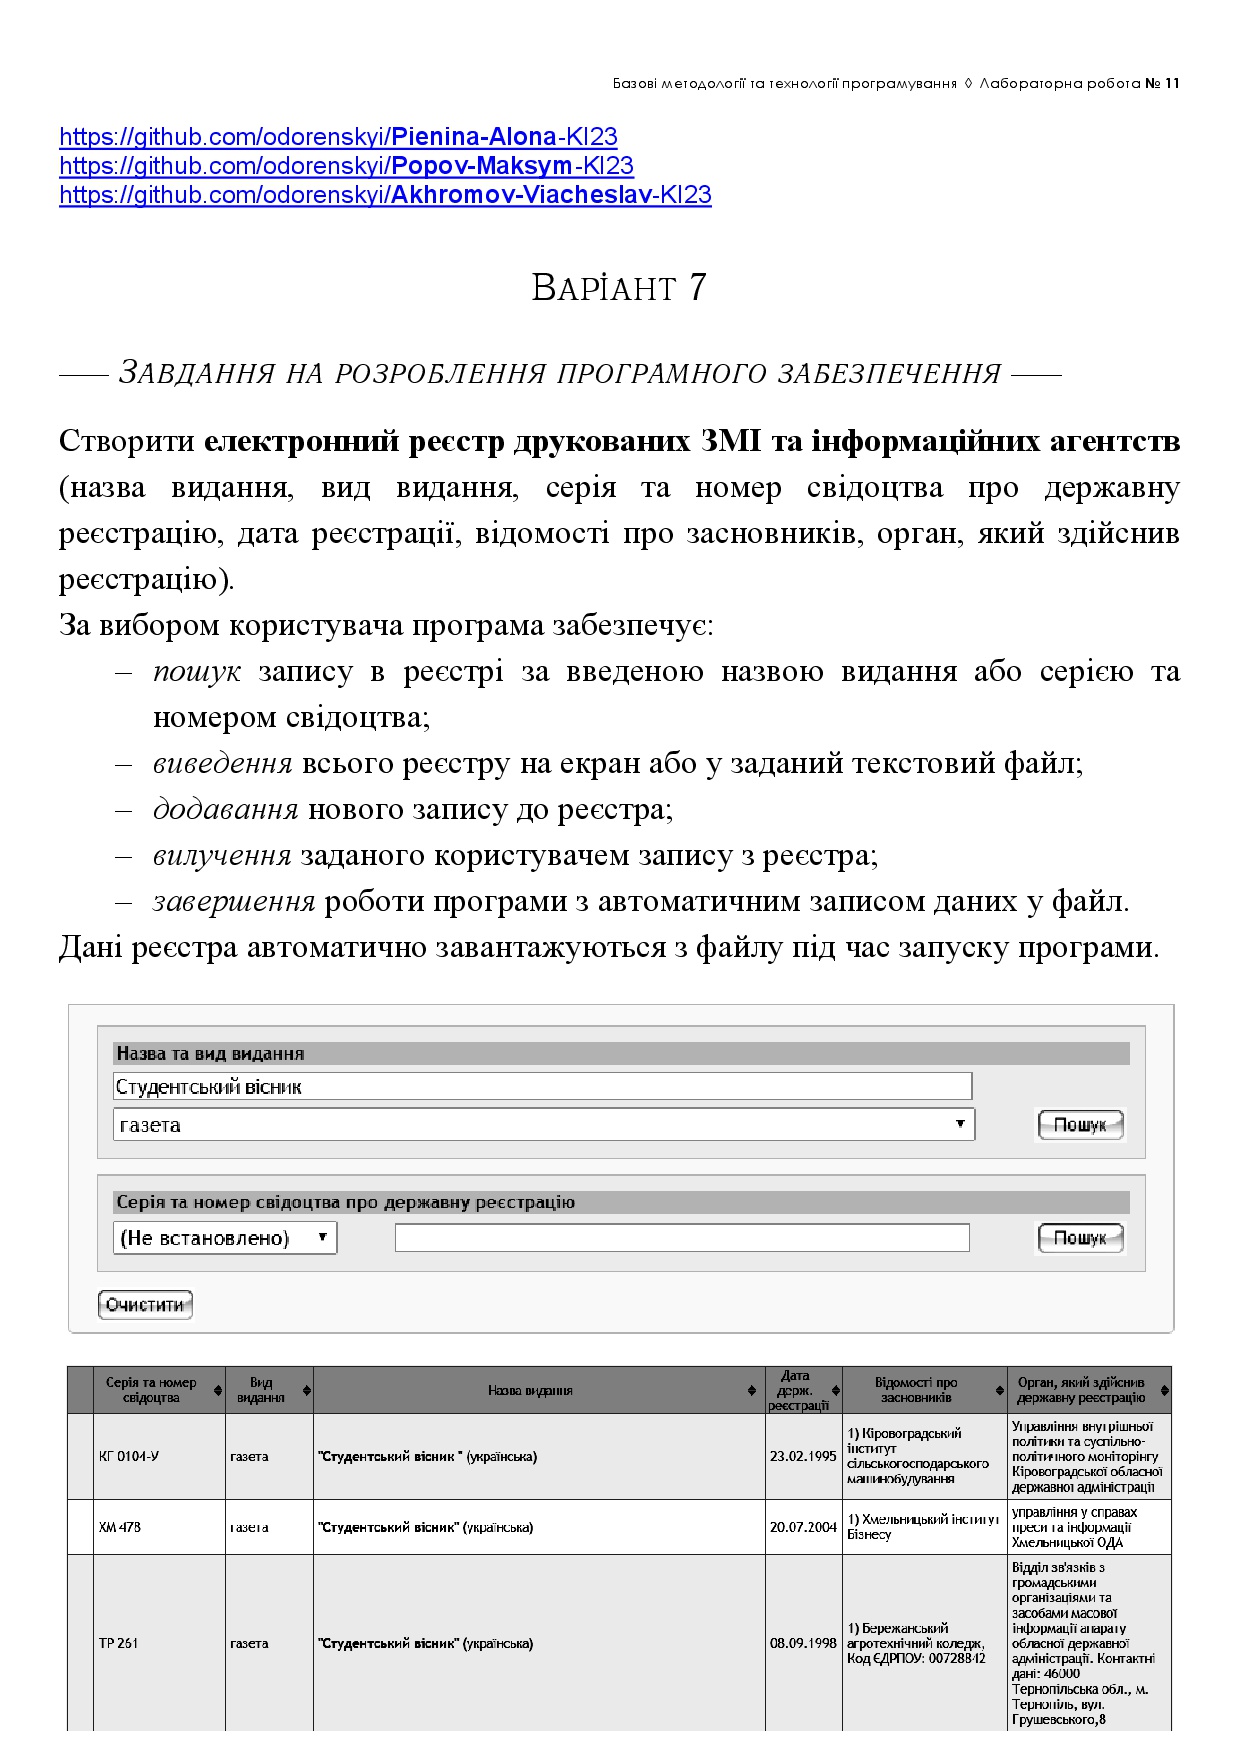 Базові методології та технології програмування ◊ Лабораторна робота № 11
https://github.com/odorenskyi/Pienina-Alona-KI23
https://github.com/odorenskyi/Popov-Maksym-KI23
https://github.com/odorenskyi/Akhromov-Viacheslav-KI23
ВАРІАНТ 7
ЗАВДАННЯ НА РОЗРОБЛЕННЯ ПРОГРАМНОГО ЗАБЕЗПЕЧЕННЯ
Створити електронний реєстр друкованих ЗМІ та інформаційних агентств
(назва видання, вид видання, серія та номер свідоцтва про державну
реєстрацію, дата реєстрації, відомості про засновників, орган, який здійснив
реєстрацію).
За вибором користувача програма забезпечує:
– пошук запису в реєстрі за введеною назвою видання або серією та
номером свідоцтва;
– виведення всього реєстру на екран або у заданий текстовий файл;
– додавання нового запису до реєстра;
– вилучення заданого користувачем запису з реєстра;
– завершення роботи програми з автоматичним записом даних у файл.
Дані реєстра автоматично завантажуються з файлу під час запуску програми.
Назва та вид видання
Студентський вісник
газета
Пошук
Серія та номер свідоцтва про державну реєстрацію
(Не встановлено)
Пошук
Очистити
Серія та номер
свідоцтва
Вид
видання
Назва видання
Дата
держ.
реєстрації
Відомості про
засновників
Орган, який здійснив
державну реєстрацію
КГ 0104-У
газета
"Студентський вісник " (українська)
23.02.1995
1) Кіровоградський
інститут
сільськогосподарського
машинобудування
Управління внутрішньої
політики та суспільно-
політичного моніторінгу
Кіровоградської обласної
державної адміністрації
ХМ 478
газета
"Студентський вісник" (українська)
20.07.2004
1) Хмельницький інститут
Бізнесу
управління у справах
преси та інформації
Хмельницької ОДА
ТР 261
газета
"Студентський вісник" (українська)
08.09.1998
1) Бережанський
агротехнічний коледж,
Код ЄДРПОУ: 00728842
Відділ зв'язків з
громадськими
організаціями та
засобами масової
інформації апарату
обласної державної
адміністрації. Контактні
дані: 46000
Тернопільська обл., м.
Тернопіль, вул.
Грушевського,8